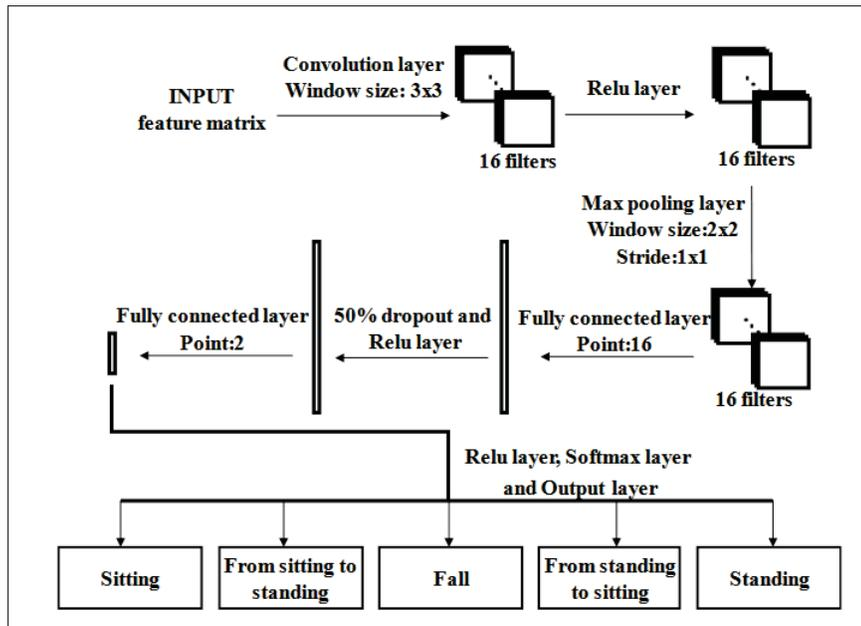 INPUT
feature matrix
Convolution layer
Window size: 3x3
16 filters
Relu layer
16 filters
Max pooling layer
Window size:2x2
Stride:1x1
16 filters
Fully connected layer
Point:16
50% dropout and
Relu layer
Fully connected layer
Point:2
Relu layer, Softmax layer
and Output layer
Sitting
From sitting to
standing
Fall
From standing
to sitting
Standing